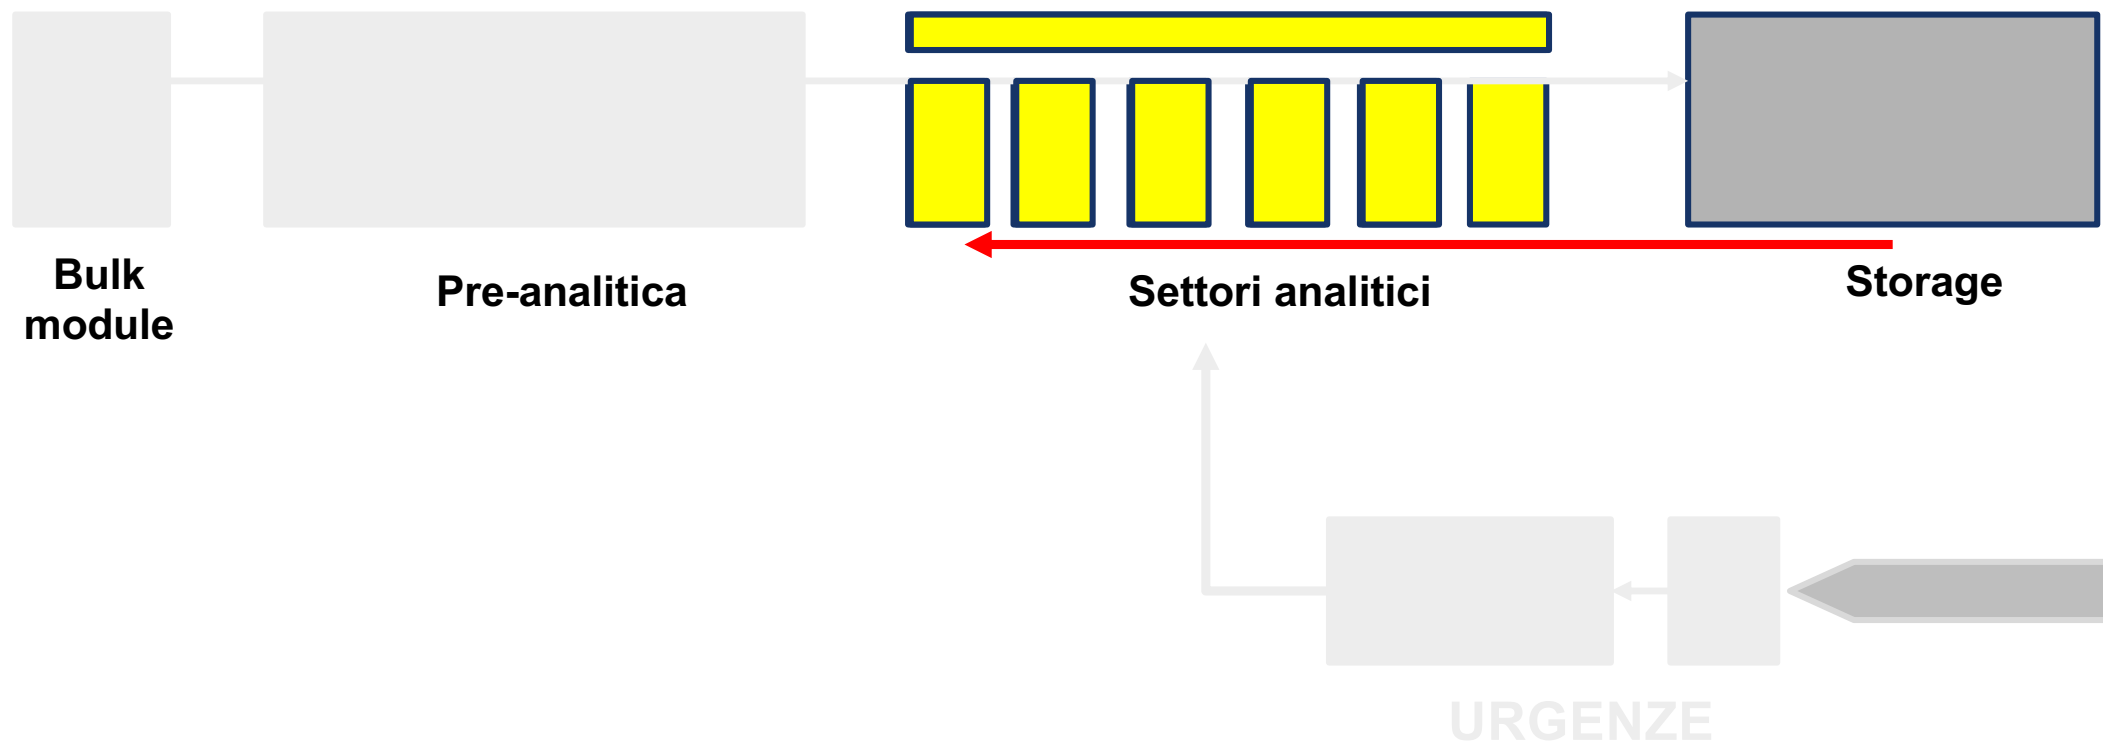 Bulk
module
Pre-analitica
Settori analitici
Storage
URGENZE